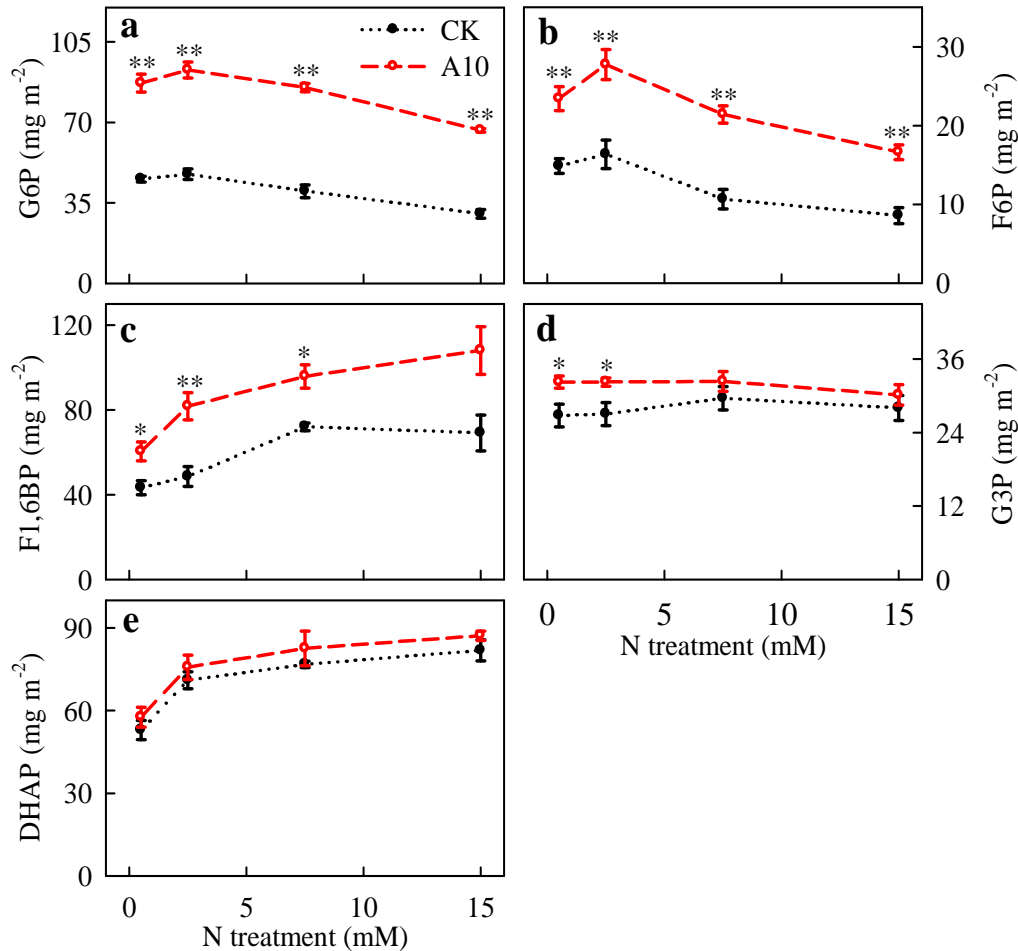 a
CK
A10
105
70
35
0
G6P (mg m-2)
**
**
**
**
b
30
20
10
0
F6P (mg m-2)
**
**
**
**
c
120
80
40
0
F1,6BP (mg m-2)
*
**
*
d
36
24
12
0
G3P (mg m-2)
*
*
0 5 10 15
N treatment (mM)
e
90
60
30
0
DHAP (mg m-2)
0 5 10 15
N treatment (mM)